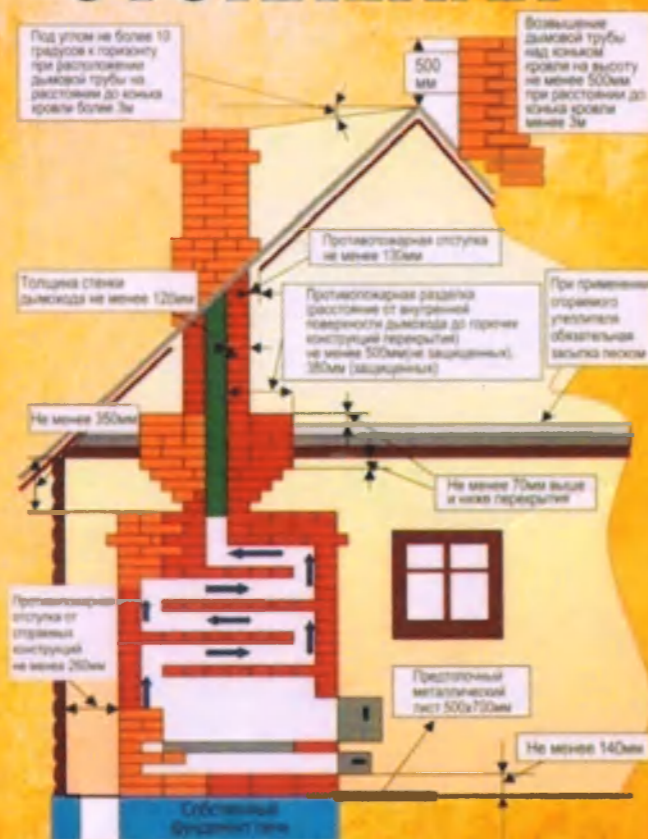 Под углом не более 10
градусов к горизонту
при расположении
дымовой трубы на
расстоянии до конька
кровли более 3м
500
мм
Возвышение
дымовой трубы
над коньком
кровли на высоту
не менее 500мм
при расстоянии до
конька кровли
менее 3м
Противопожарная отступка
не менее 130мм
Толщина стенки
дымохода не менее 120мм
Противопожарная разделка
(расстояние от внутренней
поверхности дымохода до горючих
конструкций перекрытия)
не менее 500мм(не защищенных).
380мм (защищенных)
При применении
сгораемого
утеплителя
обязательная
засыпка песком
Не менее 350мм
Не менее 70мм выше
и ниже перекрытия
Противопожарная
отступка от
сгораемых
конструкций
не менее 260мм
Предтопочный
металлический
лист 500х700мм
Не менее 140мм
Собственный
фундамент печи